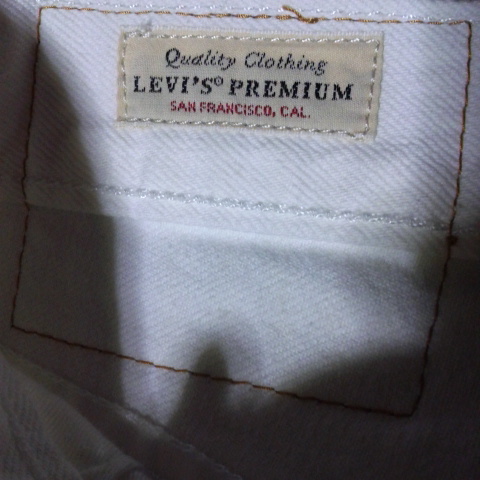 Quality Clothing
LEVI'S® PREMIUM
SAN FRANCISCO, CAL.